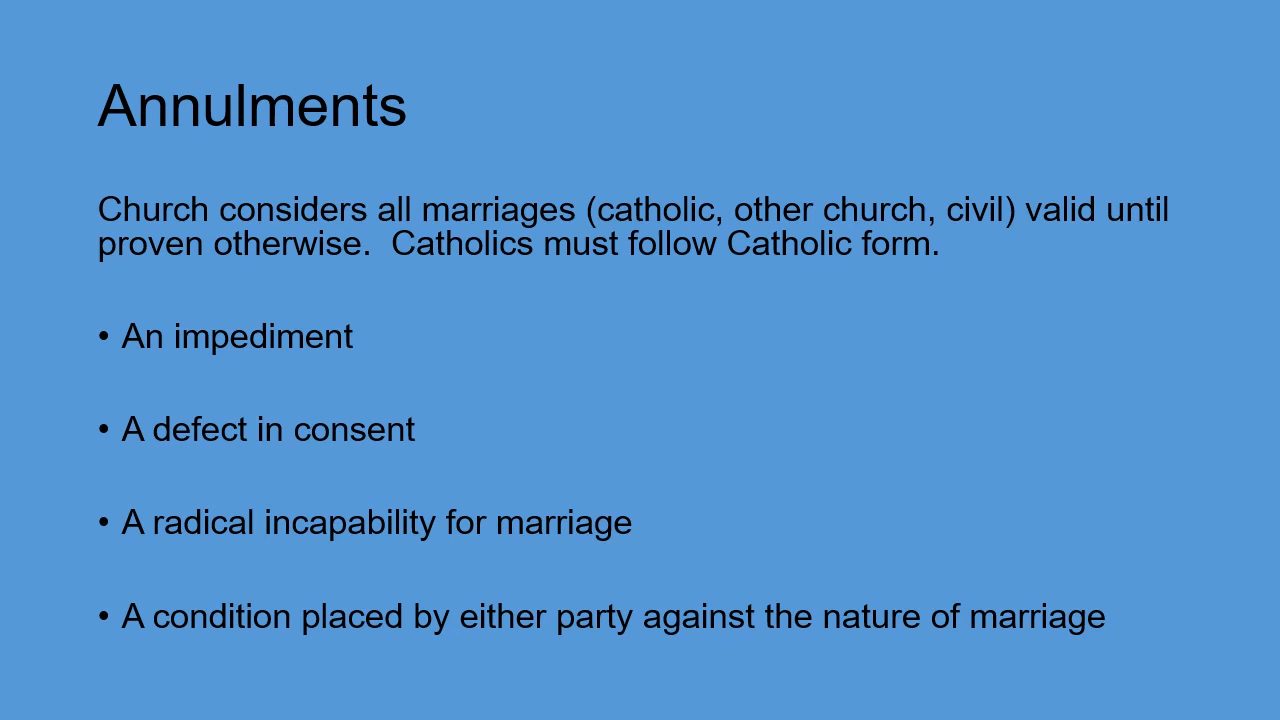 Annulments
Church considers all marriages (catholic, other church, civil) valid until
proven otherwise.  Catholics must follow Catholic form.
• An impediment
• A defect in consent
• A radical incapability for marriage
• A condition placed by either party against the nature of marriage